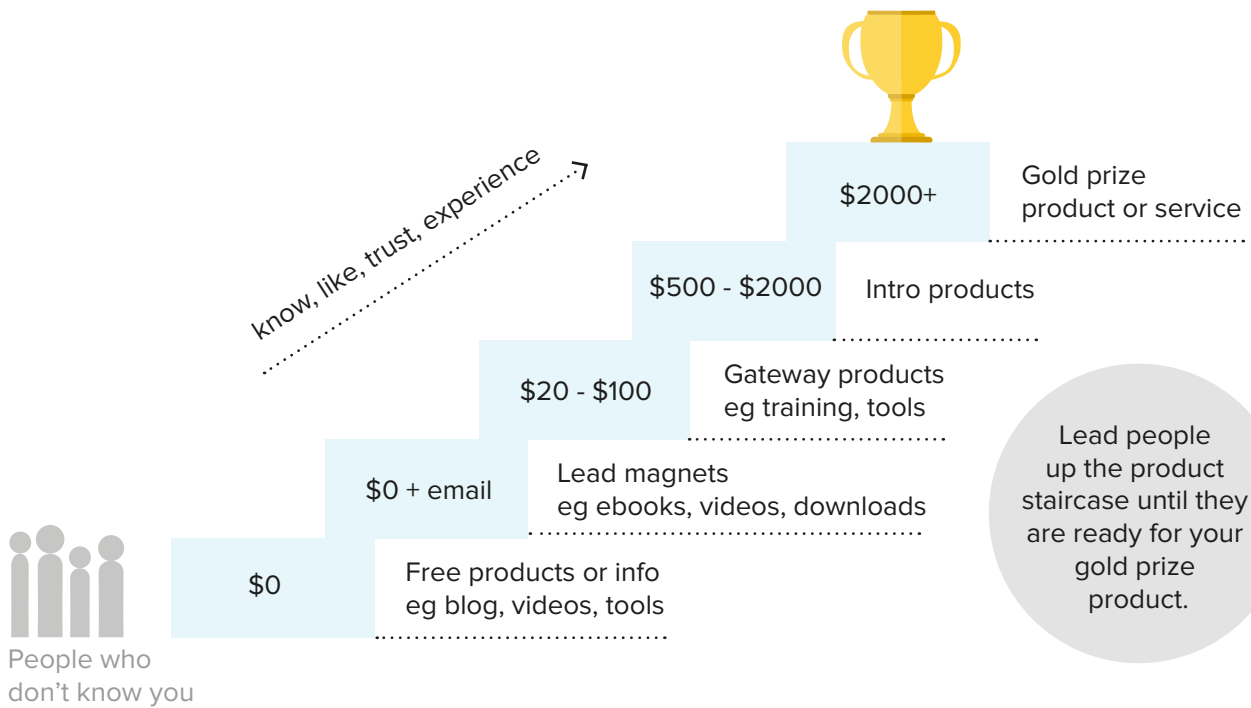 know, like, trust, experience
$2000+
Gold prize
product or service
$500 - $2000
Intro products
$20 - $100
Gateway products
eg training, tools
$0 + email
Lead magnets
eg ebooks, videos, downloads
$0
Free products or info
eg blog, videos, tools
People who
don’t know you
Lead people
up the product
staircase until they
are ready for your
gold prize
product.